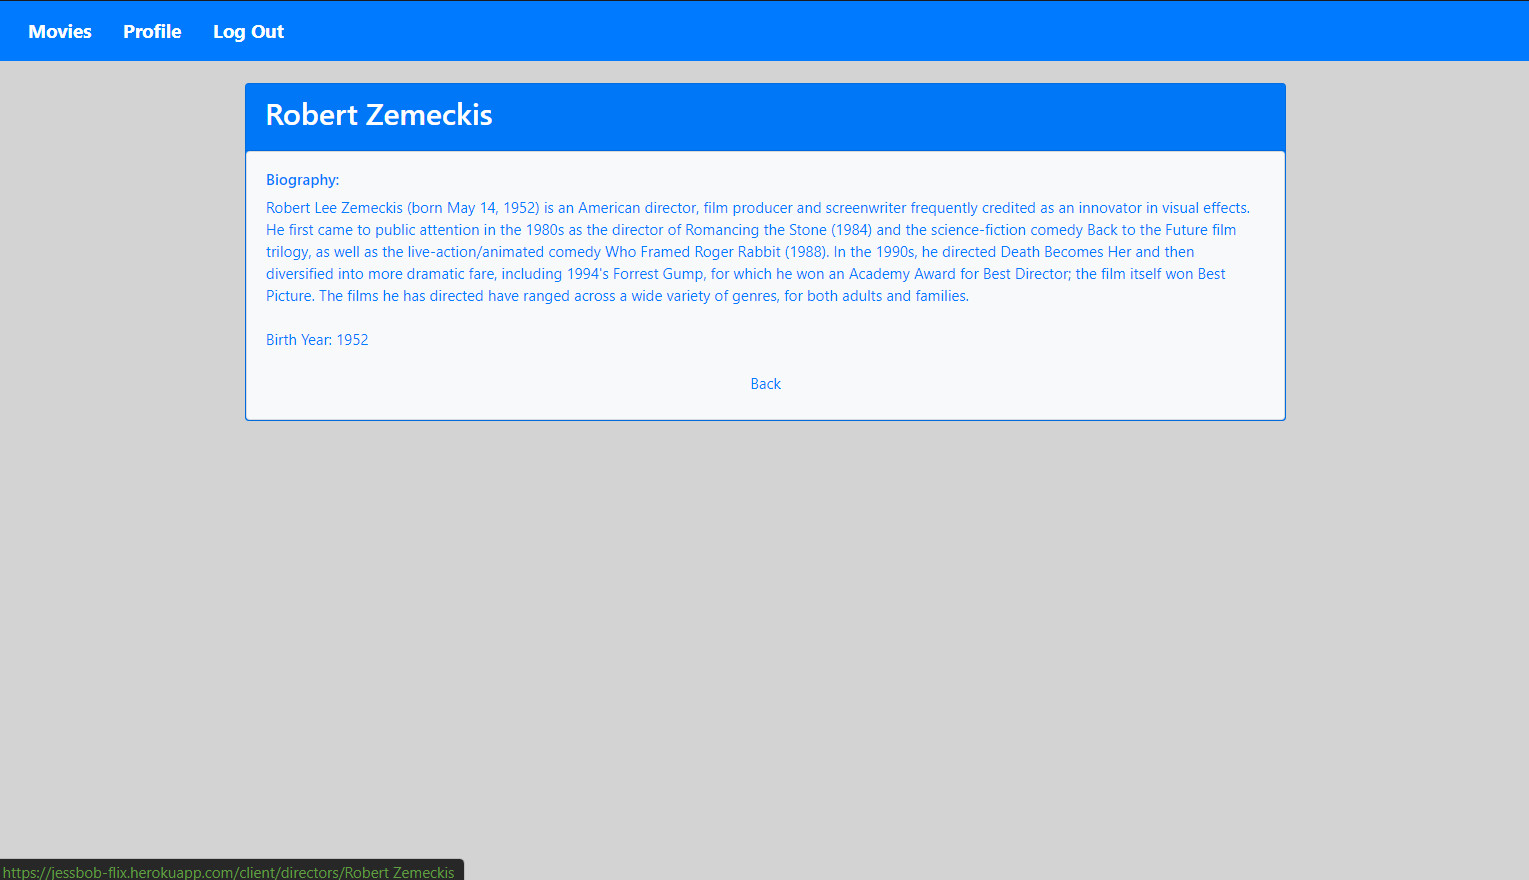 Movies Profile Log Out
Robert Zemeckis
Biography:
Robert Lee Zemeckis (born May 14, 1952) is an American director, film producer and screenwriter frequently credited as an innovator in visual effects.
He first came to public attention in the 1980s as the director of Romancing the Stone (1984) and the science-fiction comedy Back to the Future film
trilogy, as well as the live-action/animated comedy Who Framed Roger Rabbit (1988). In the 1990s, he directed Death Becomes Her and then
diversified into more dramatic fare, including 1994's Forrest Gump, for which he won an Academy Award for Best Director; the film itself won Best
Picture. The films he has directed have ranged across a wide variety of genres, for both adults and families.
Birth Year: 1952
Back
https://jessbob-flix.herokuapp.com/client/directors/Robert Zemeckis